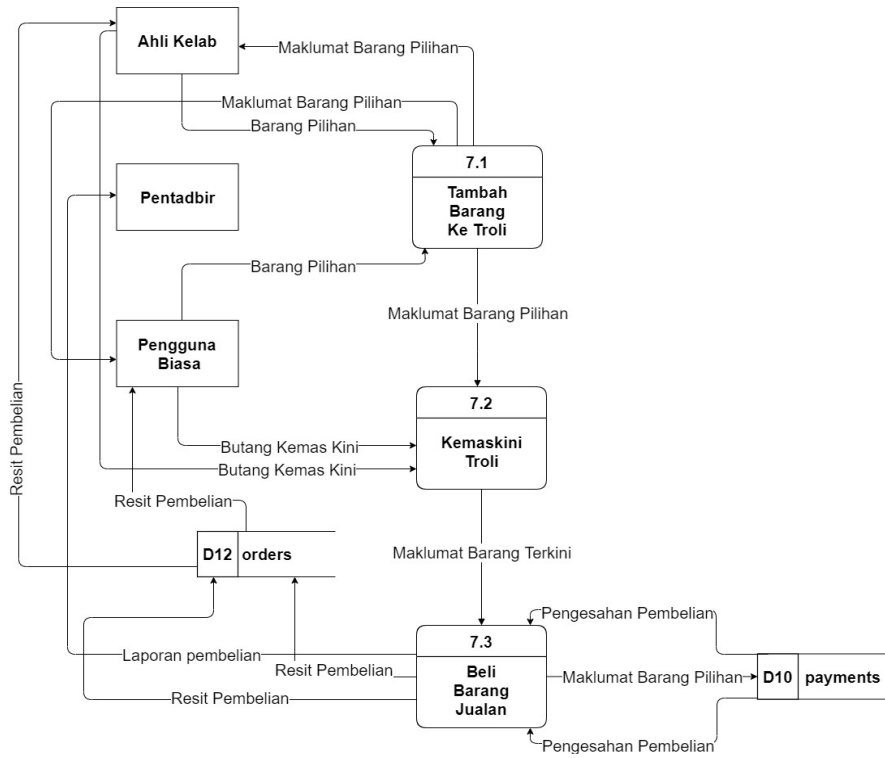 Ahli Kelab
Maklumat Barang Pilihan
Maklumat Barang Pilihan
Barang Pilihan
7.1
Tambah
Barang
Ke Troli
Pentadbir
Barang Pilihan
Maklumat Barang Pilihan
Pengguna
Biasa
7.2
Kemaskini
Troli
Butang Kemas Kini
Butang Kemas Kini
Resit Pembelian
Resit Pembelian
D12 orders
Maklumat Barang Terkini
Pengesahan Pembelian
7.3
Beli
Barang
Jualan
Laporan pembelian
Resit Pembelian
Maklumat Barang Pilihan
D10 payments
Resit Pembelian
Pengesahan Pembelian